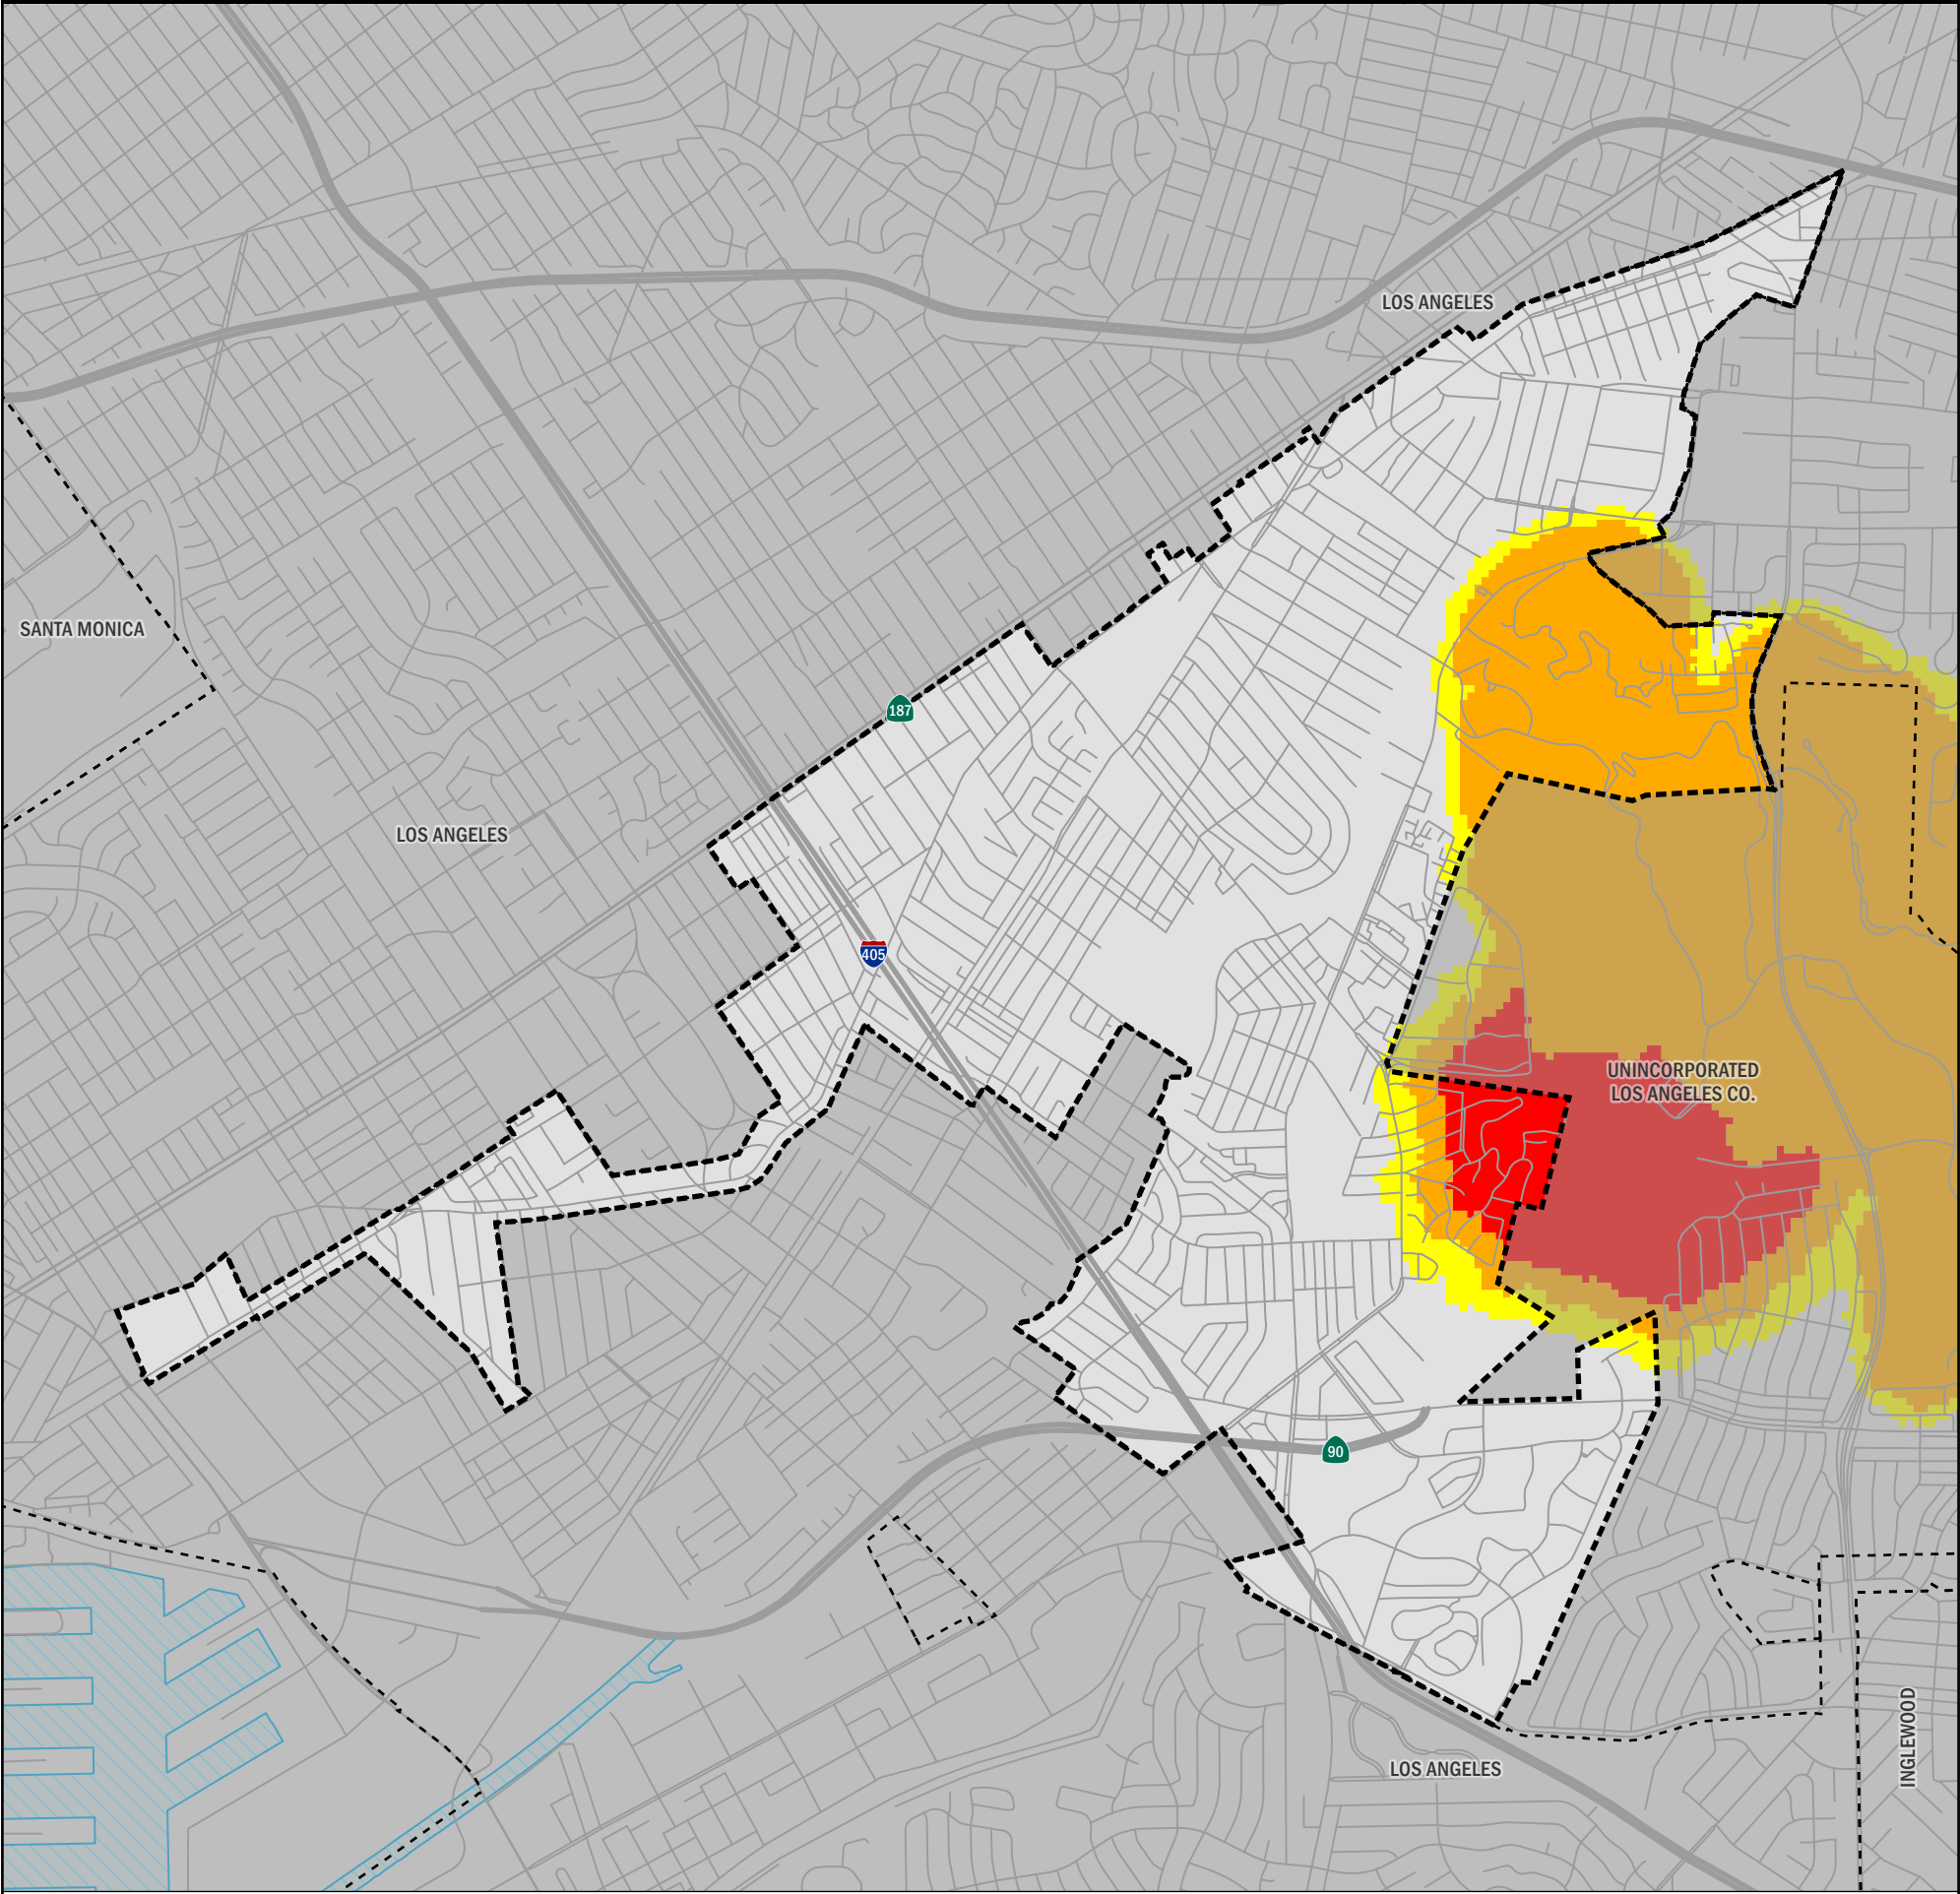 LOS ANGELES
SANTA MONICA
187
LOS ANGELES
405
UNINCORPORATED
LOS ANGELES CO.
90
INGLEWOOD
LOS ANGELES